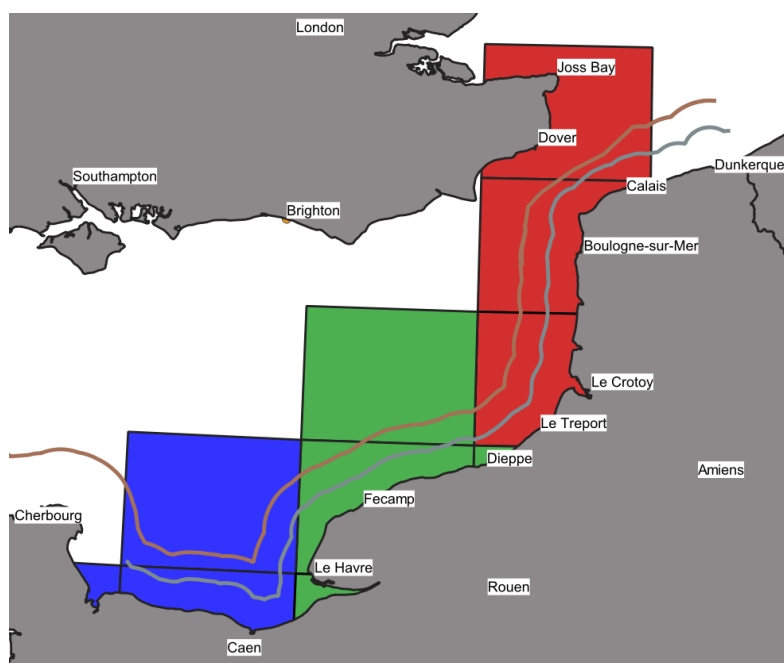 London
Joss Bay
Dover
Dunkerque
Southampton
Calais
Brighton
Boulogne-sur-Mer
Le Crotoy
Le Treport
Dieppe
Amiens
Fecamp
Cherbourg
Le Havre
Rouen
Caen